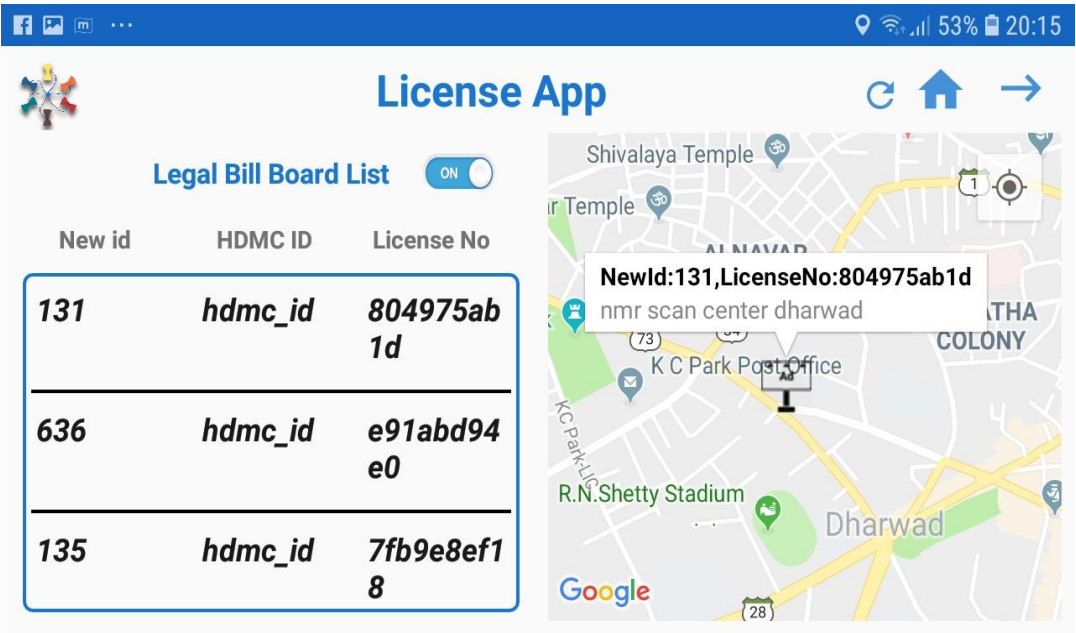 53% 20:15
License App
Legal Bill Board List ON
New id HDMC ID License No
131 hdmc_id 804975ab
1d
636 hdmc_id e91abd94
e0
135 hdmc_id 7fb9e8ef1
8
Shivalaya Temple
1
Temple
ALNAVAR
NewId:131,LicenseNo:804975ab1d
nmr scan center dharwad
COLONY
73
K C Park Post Office
Ad
KC Park-LIC
R.N.Shetty Stadium
Dharwad
Google
28